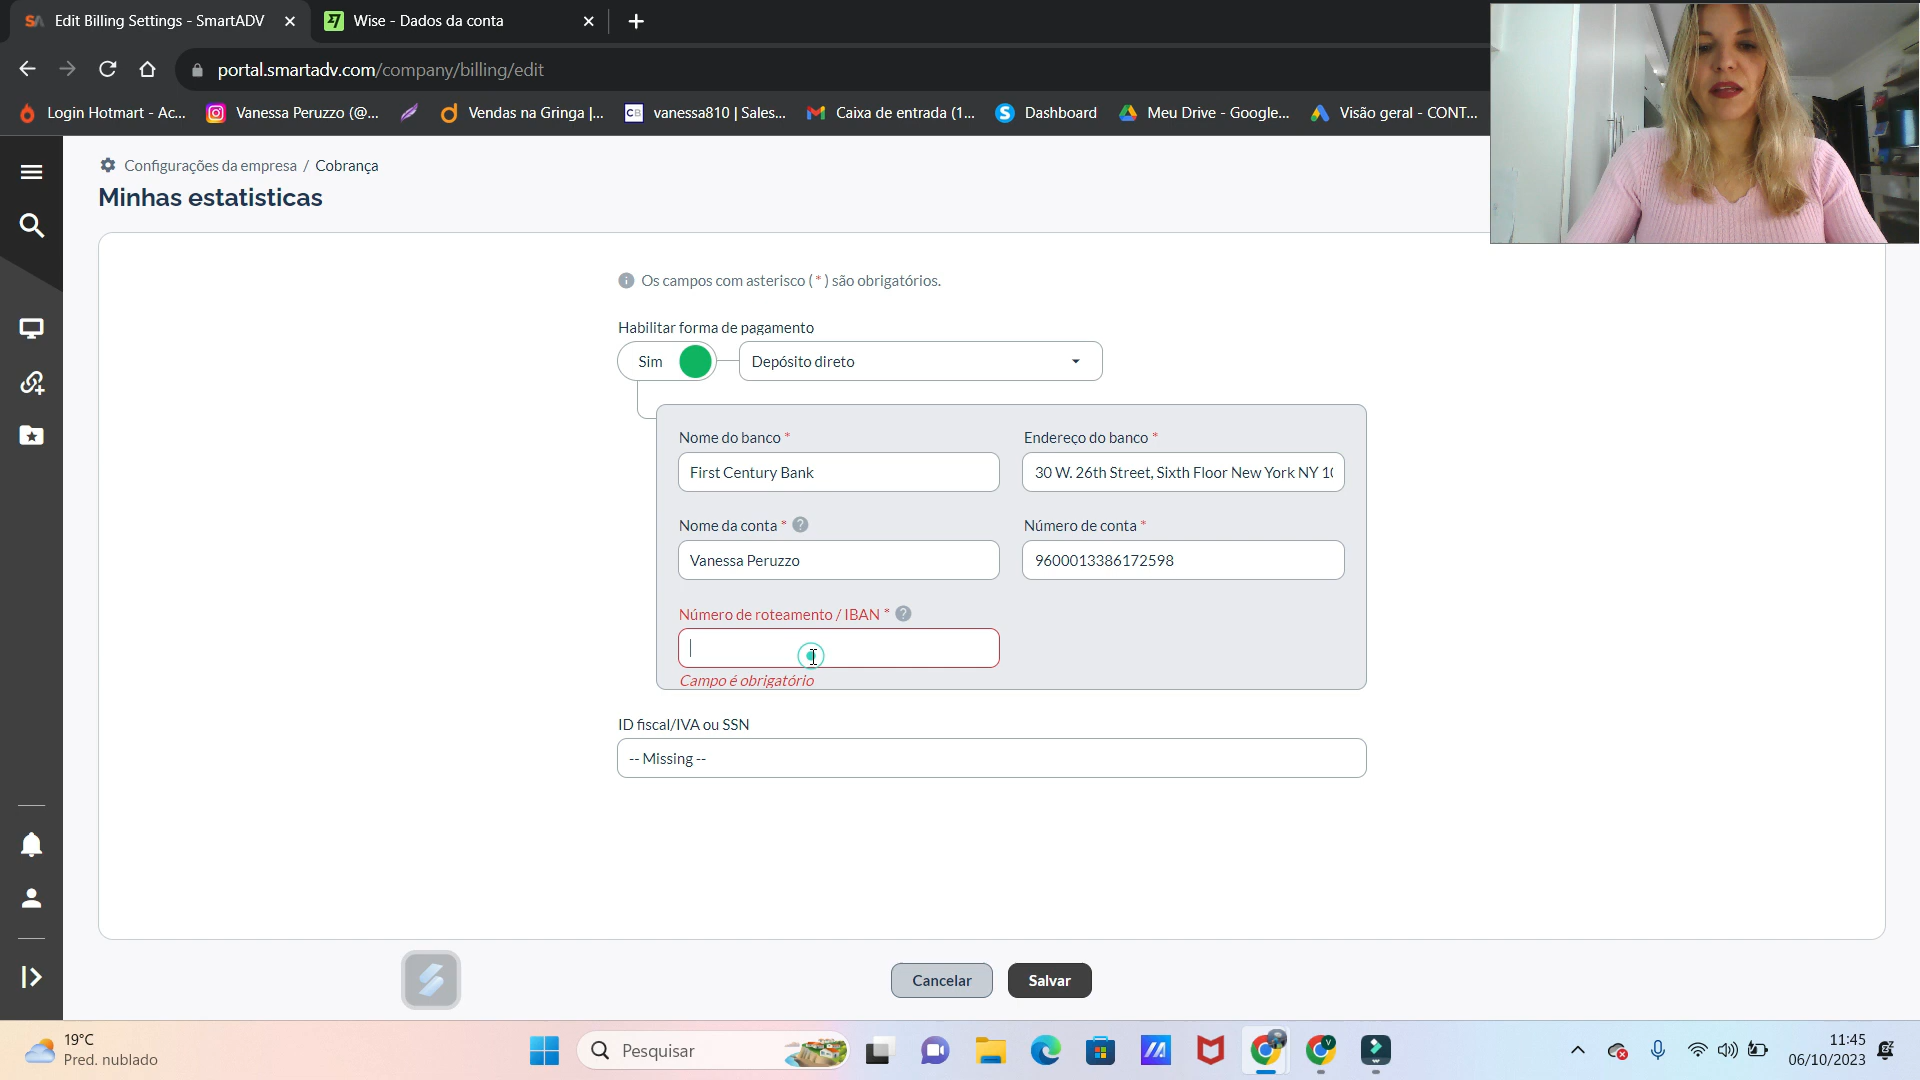 Edit Billing Settings - SmartADV
Wise - Dados da conta
portal.smartadv.com/company/billing/edit
Login Hotmart - Ac...
Vanessa Peruzzo (@...
Vendas na Gringa |...
CB vanessa810 | Sales...
Caixa de entrada (1...
Dashboard
Meu Drive - Google...
Visão geral - CONT...
Configurações da empresa / Cobrança
Minhas estatisticas
Os campos com asterisco ( * ) são obrigatórios.
Habilitar forma de pagamento
Sim
Depósito direto
Nome do banco *
Endereço do banco *
First Century Bank
30 W. 26th Street, Sixth Floor New York NY 10
Nome da conta *
Número de conta *
Vanessa Peruzzo
9600013386172598
Número de roteamento / IBAN *
Campo é obrigatório
ID fiscal/IVA ou SSN
-- Missing --
Cancelar
Salvar
19°C
Pred. nublado
Pesquisar
11:45
06/10/2023